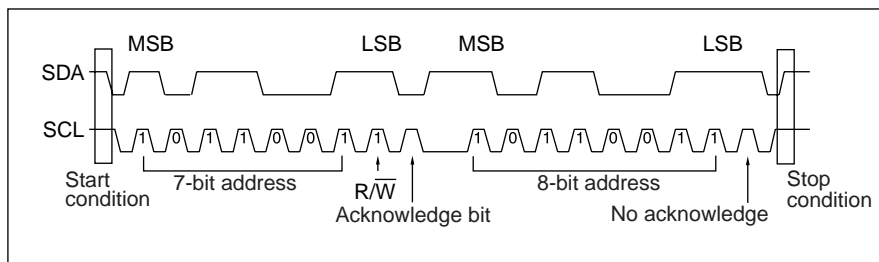 MSB LSB MSB LSB
SDA
SCL 1 0 1 1 0 0 1 1 1 0 1 1 0 0 1 1
Start condition 7-bit address R/W̅ 8-bit address Stop condition
Acknowledge bit No acknowledge